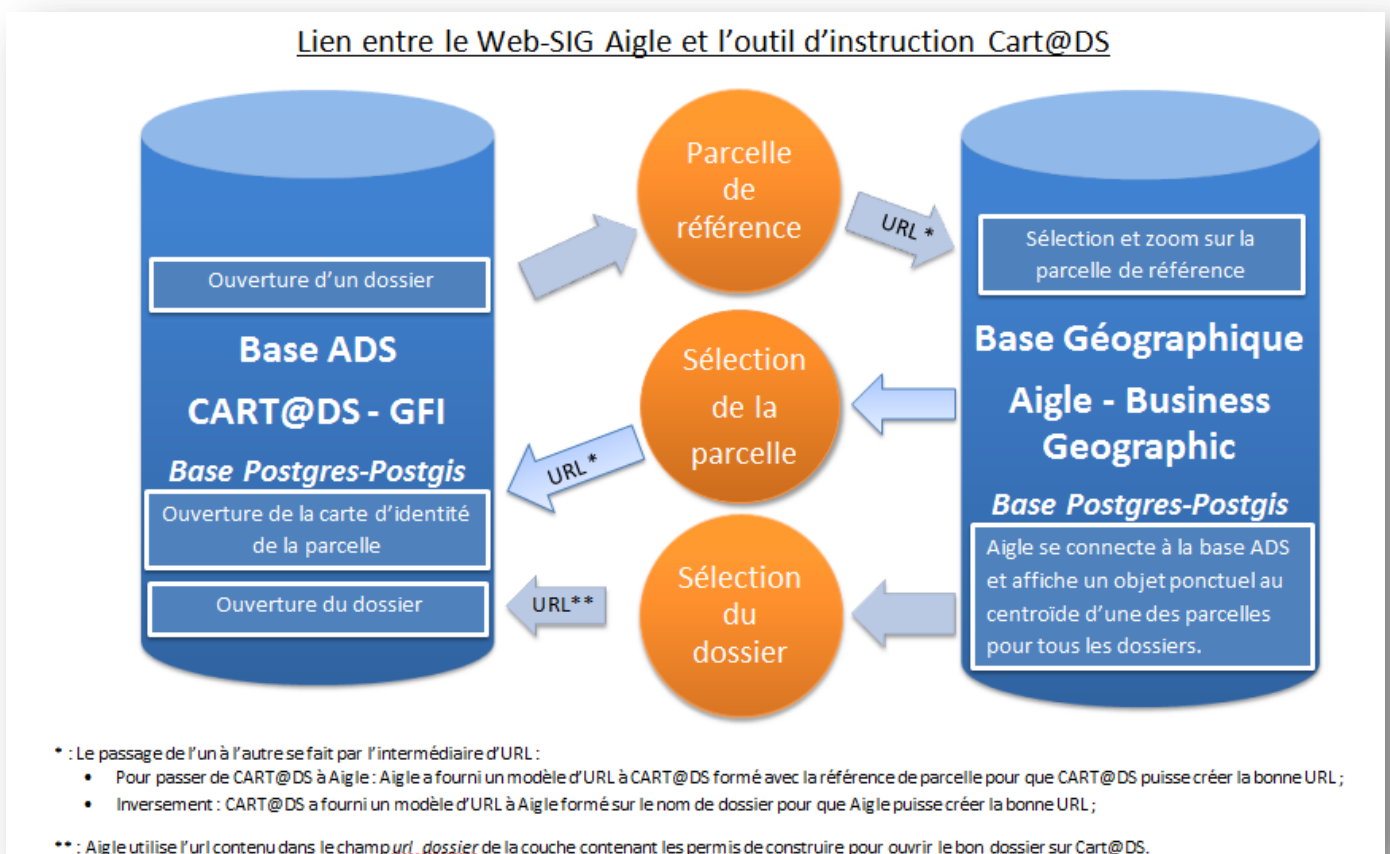 Lien entre le Web-SIG Aigle et l'outil d'instruction Cart@DS
Ouverture d'un dossier
Base ADS
CART@DS - GFI
Base Postgres-Postgis
Ouverture de la carte d'identité
de la parcelle
Ouverture du dossier
Parcelle
de
référence
URL *
Sélection
de la
parcelle
URL *
Sélection
du
dossier
URL**
Sélection et zoom sur la
parcelle de référence
Base Géographique
Aigle - Business
Geographic
Base Postgres-Postgis
Aigle se connecte à la base ADS
et affiche un objet ponctuel au
centroïde d'une des parcelles
pour tous les dossiers.
* : Le passage de l'un à l'autre se fait par l'intermédiaire d'URL :
• Pour passer de CART@DS à Aigle : Aigle a fourni un modèle d'URL à CART@DS formé avec la référence de parcelle pour que CART@DS puisse créer la bonne URL ;
• Inversement : CART@DS a fourni un modèle d'URL à Aigle formé sur le nom de dossier pour que Aigle puisse créer la bonne URL ;
** : Aigle utilise l'url contenu dans le champ url_dossier de la couche contenant les permis de construire pour ouvrir le bon dossier sur Cart@DS.